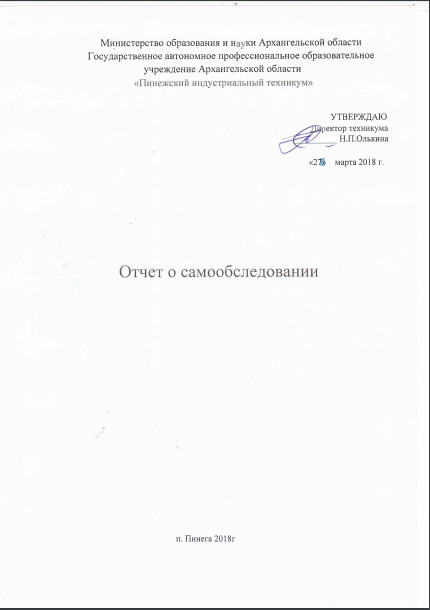 Министерство образования и науки Архангельской области
Государственное автономное профессиональное образовательное
учреждение Архангельской области
«Пинежский индустриальный техникум»
УТВЕРЖДАЮ
Директор техникума
Н.П.Олькина
марта 2018 г.
Отчет о самообследовании
п. Пинега 2018г